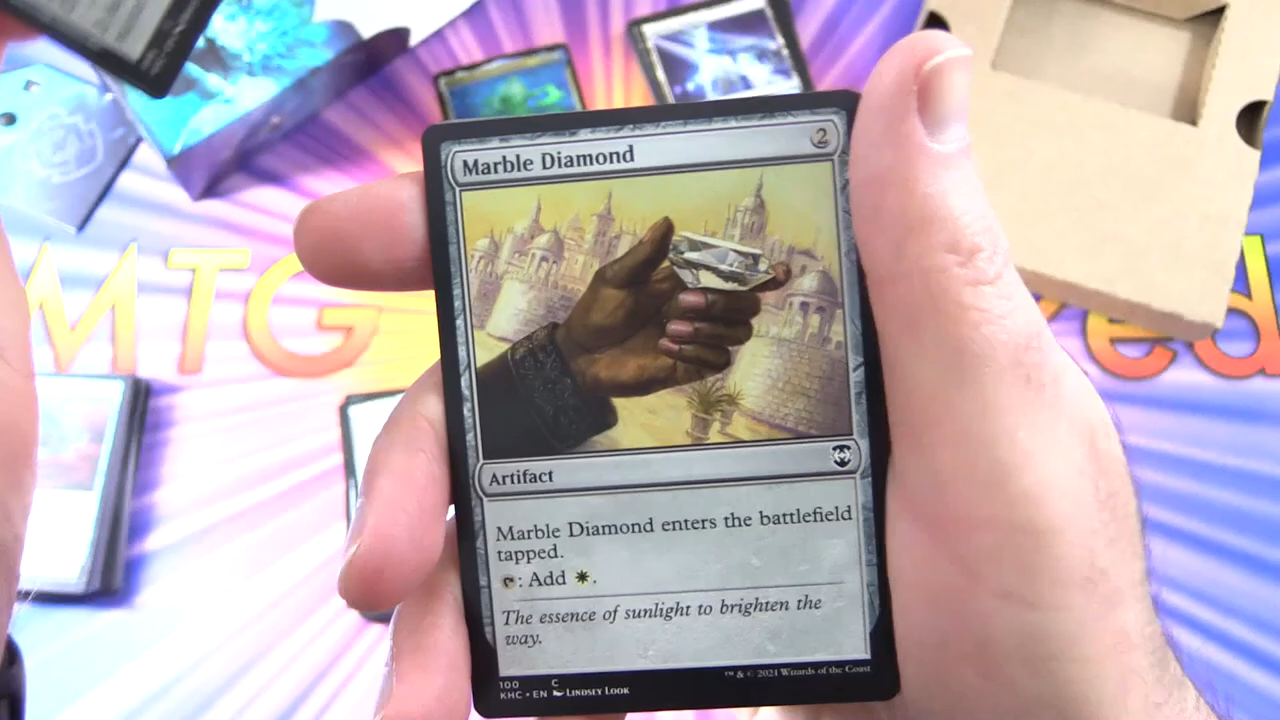 Marble Diamond
2
MTG
ed
Artifact
Marble Diamond enters the battlefield
tapped.
: Add .
The essence of sunlight to brighten the
way.
100 C
KHC • EN LINDSEY LOOK
™ & © 2021 Wizards of the Coast